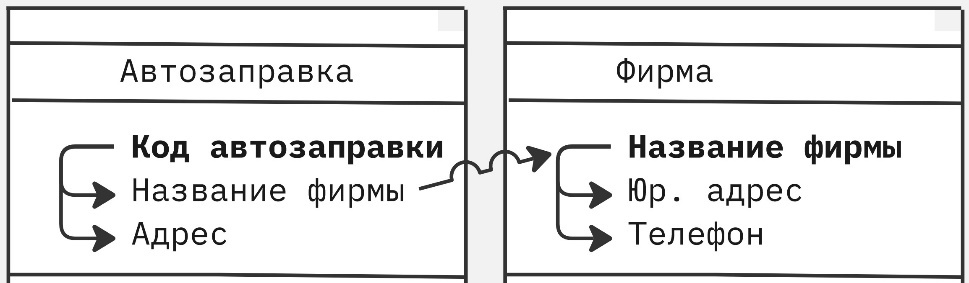 Автозаправка
Код автозаправки
Название фирмы
Адрес
Фирма
Название фирмы
Юр. адрес
Телефон